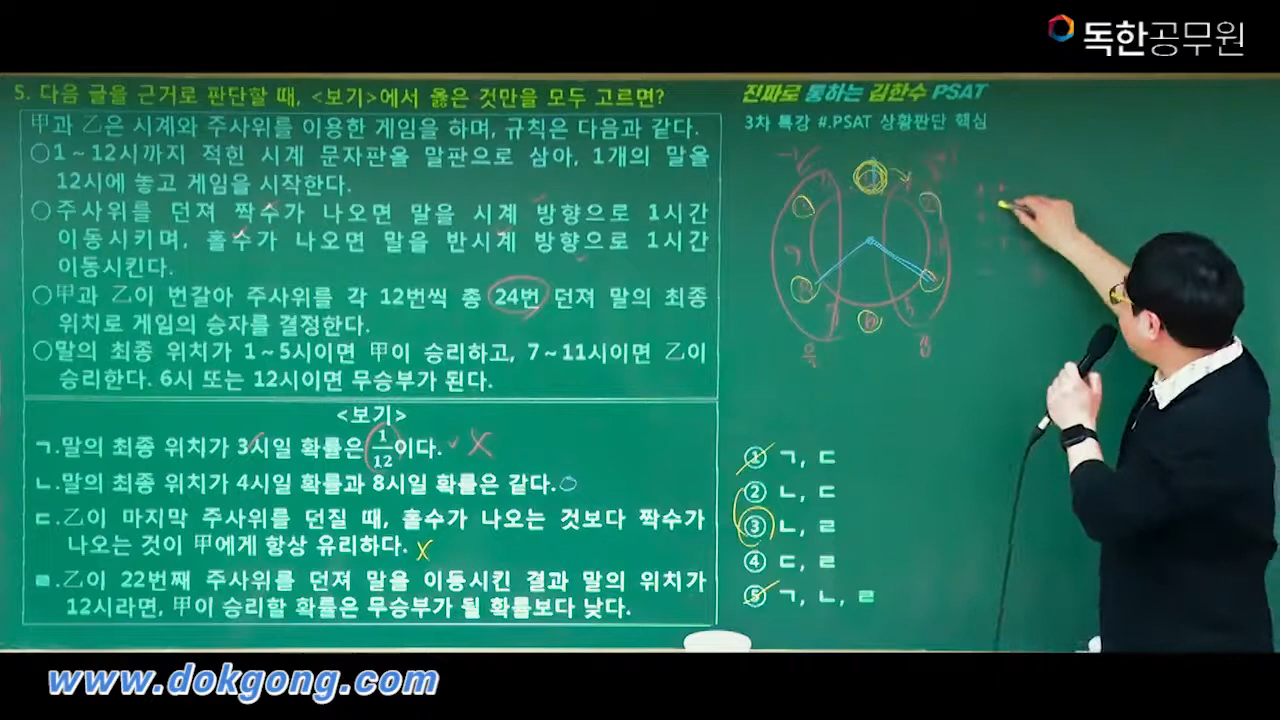 독한공무원
5. 다음 글을 근거로 판단할 때, <보기>에서 옳은 것만을 모두 고르면?
甲과 乙은 시계와 주사위를 이용한 게임을 하며, 규칙은 다음과 같다.
○1~12시까지 적힌 시계 문자판을 말판으로 삼아, 1개의 말을
12시에 놓고 게임을 시작한다.
○주사위를 던져 짝수가 나오면 말을 시계 방향으로 1시간
이동시키며, 홀수가 나오면 말을 반시계 방향으로 1시간
이동시킨다.
○甲과 乙이 번갈아 주사위를 각 12번씩 총 24번 던져 말의 최종
위치로 게임의 승자를 결정한다.
○말의 최종 위치가 1~5시이면 甲이 승리하고, 7~11시이면 乙이
승리한다. 6시 또는 12시이면 무승부가 된다.
<보기>
ㄱ.말의 최종 위치가 3시일 확률은 1/12이다. X
ㄴ.말의 최종 위치가 4시일 확률과 8시일 확률은 같다. ○
ㄷ.乙이 마지막 주사위를 던질 때, 홀수가 나오는 것보다 짝수가
나오는 것이 甲에게 항상 유리하다. X
ㄹ.乙이 22번째 주사위를 던져 말을 이동시킨 결과 말의 위치가
12시라면, 甲이 승리할 확률은 무승부가 될 확률보다 낮다.
진짜로 통하는 김한수 PSAT
3차 특강 #.PSAT 상황판단 핵심
6
① ㄱ, ㄷ
② ㄴ, ㄷ
③ ㄴ, ㄹ
④ ㄷ, ㄹ
⑤ ㄱ, ㄴ, ㄹ
www.dokgong.com